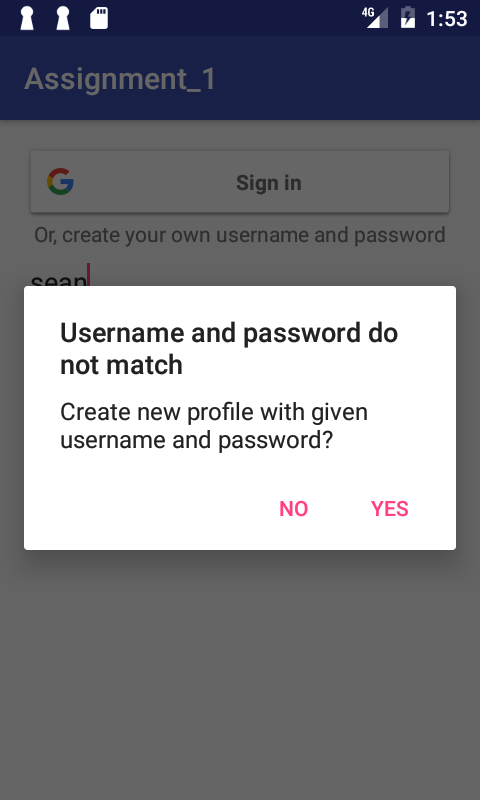 4G 1:53
Assignment_1
Sign in
Or, create your own username and password
sean
Username and password do
not match
Create new profile with given
username and password?
NO YES